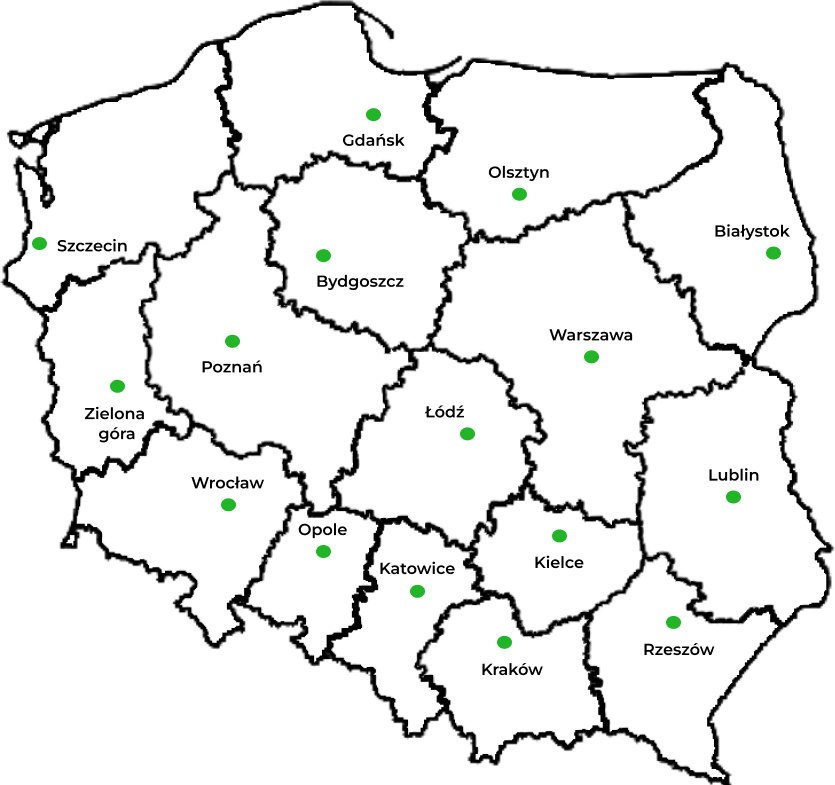 Gdańsk
Olsztyn
Białystok
Szczecin
Bydgoszcz
Warszawa
Poznań
Zielona
góra
Łódź
Lublin
Wrocław
Opole
Kielce
Katowice
Rzeszów
Kraków